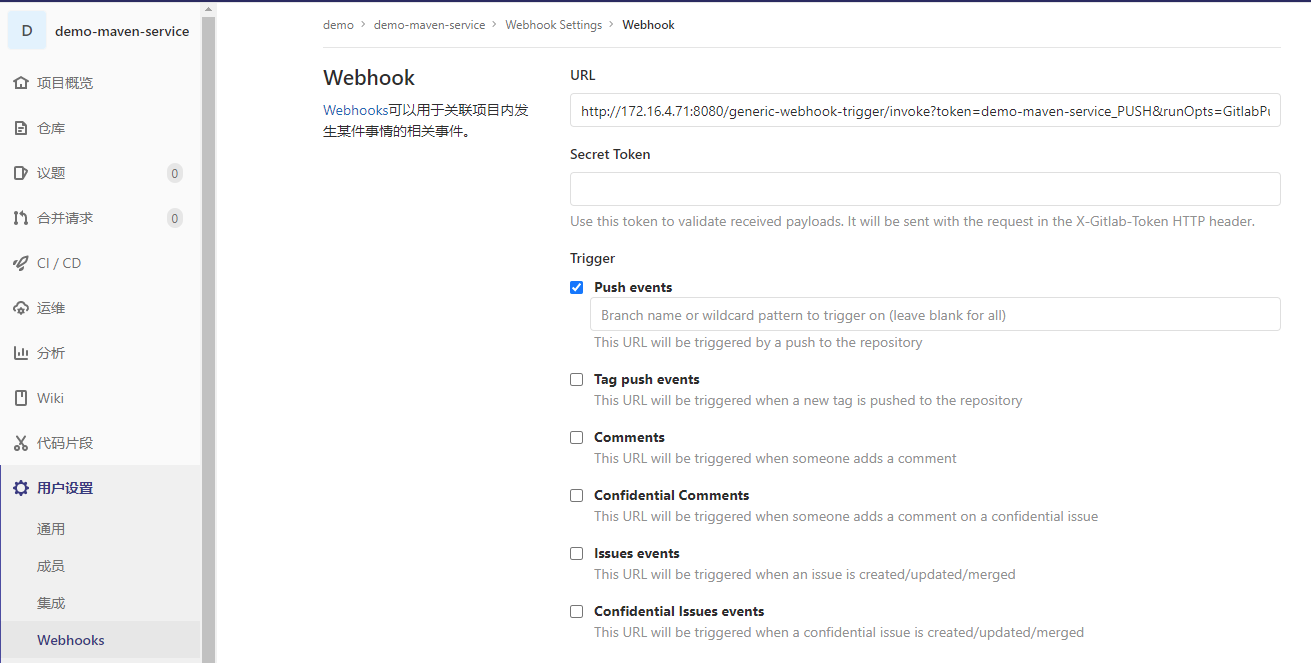 D demo-maven-service
项目概览
仓库
议题 0
合并请求 0
CI / CD
运维
分析
Wiki
代码片段
用户设置
通用
成员
集成
Webhooks
demo > demo-maven-service > Webhook Settings > Webhook
Webhook
Webhooks可以用于关联项目内发
生某件事情的相关事件。
URL
http://172.16.4.71:8080/generic-webhook-trigger/invoke?token=demo-maven-service_PUSH&runOpts=GitlabPu
Secret Token
Use this token to validate received payloads. It will be sent with the request in the X-Gitlab-Token HTTP header.
Trigger
Push events
Branch name or wildcard pattern to trigger on (leave blank for all)
This URL will be triggered by a push to the repository
Tag push events
This URL will be triggered when a new tag is pushed to the repository
Comments
This URL will be triggered when someone adds a comment
Confidential Comments
This URL will be triggered when someone adds a comment on a confidential issue
Issues events
This URL will be triggered when an issue is created/updated/merged
Confidential Issues events
This URL will be triggered when a confidential issue is created/updated/merged